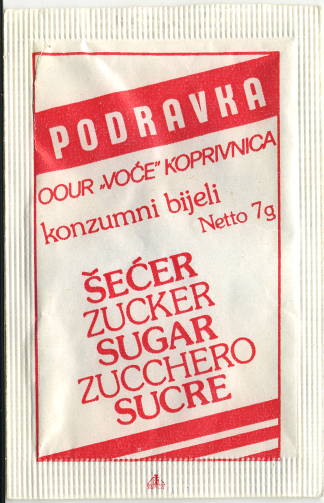 PODRAVKA
OOUR „VOĆE" KOPRIVNICA
konzumni bijeli
Netto 7g
ŠEĆER
ZUCKER
SUGAR
ZUCCHERO
SUCRE